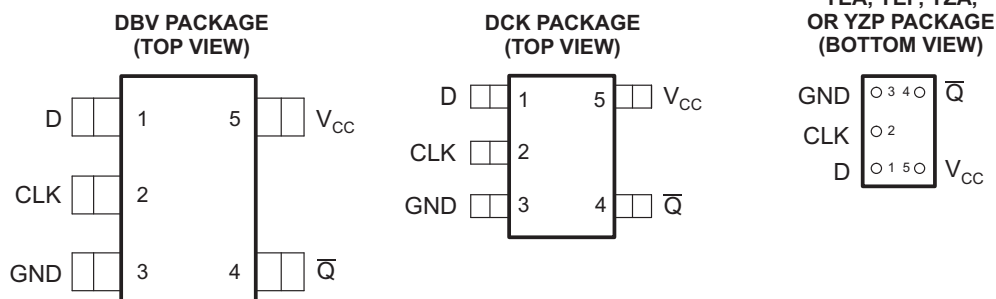 DBV PACKAGE
(TOP VIEW)
D 1 5 VCC
CLK 2
GND 3 4 Q̅
DCK PACKAGE
(TOP VIEW)
D 1 5 VCC
CLK 2
GND 3 4 Q̅
OR YZP PACKAGE
(BOTTOM VIEW)
GND 3 4 Q̅
CLK 2
D 1 5 VCC